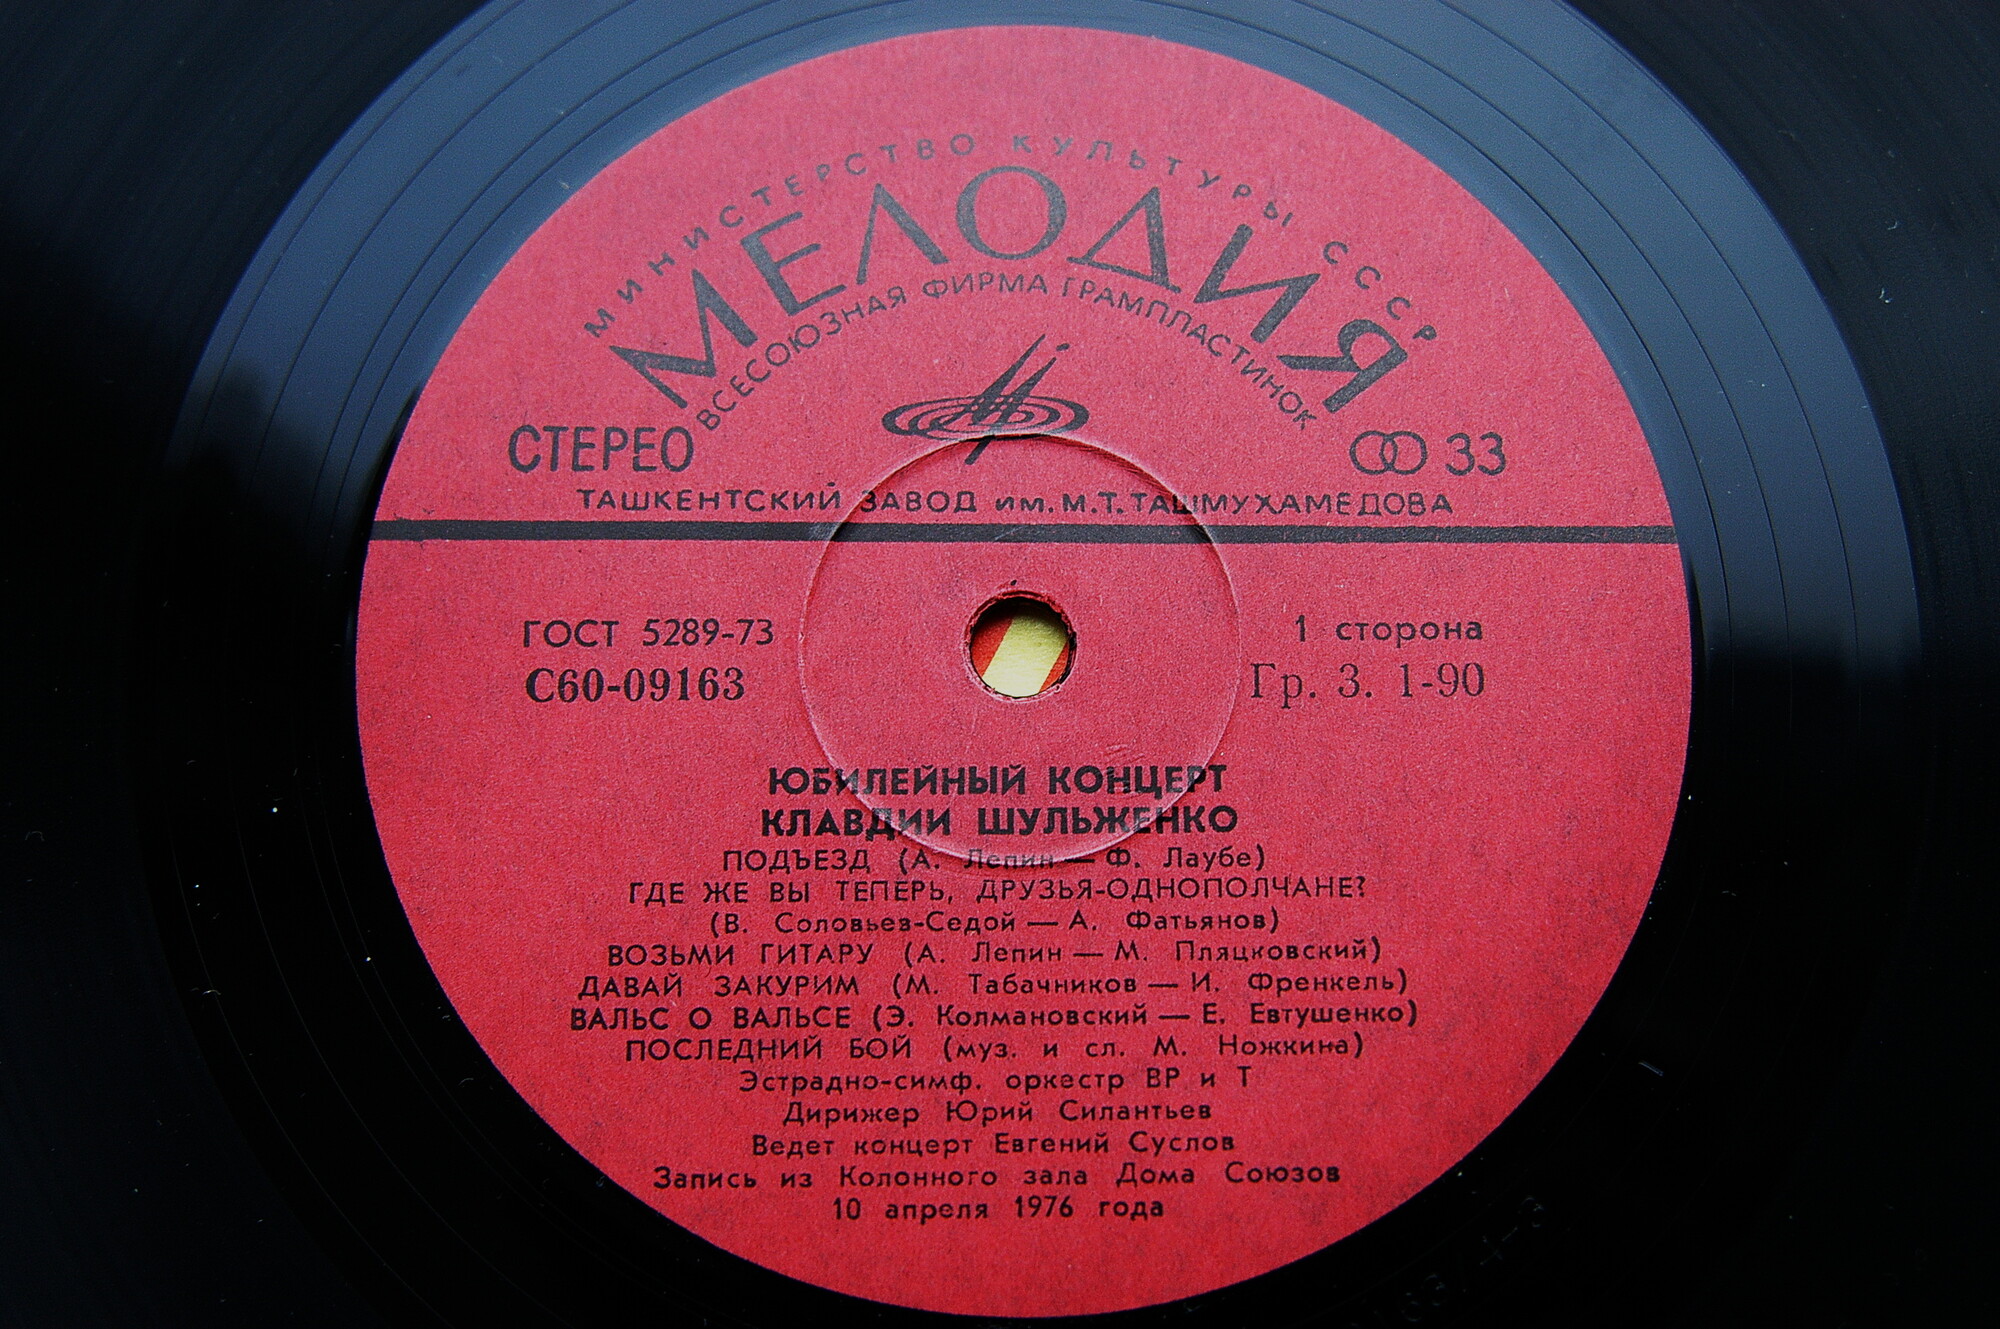 МИНИСТЕРСТВО КУЛЬТУРЫ СССР
МЕЛОДИЯ
ВСЕСОЮЗНАЯ ФИРМА ГРАМПЛАСТИНОК
СТЕРЕО 33
ТАШКЕНТСКИЙ ЗАВОД им. М.Т. ТАШМУХАМЕДОВА
ГОСТ 5289-73 1 сторона
С60-09163 Гр. 3. 1-90
ЮБИЛЕЙНЫЙ КОНЦЕРТ
КЛАВДИИ ШУЛЬЖЕНКО
ПОДЪЕЗД (А. Лепин — Ф. Лаубе)
ГДЕ ЖЕ ВЫ ТЕПЕРЬ, ДРУЗЬЯ-ОДНОПОЛЧАНЕ?
(В. Соловьев-Седой — А. Фатьянов)
ВОЗЬМИ ГИТАРУ (А. Лепин — М. Пляцковский)
ДАВАЙ ЗАКУРИМ (М. Табачников — И. Френкель)
ВАЛЬС О ВАЛЬСЕ (Э. Колмановский — Е. Евтушенко)
ПОСЛЕДНИЙ БОЙ (муз. и сл. М. Ножкина)
Эстрадно-симф. оркестр ВР и Т
Дирижер Юрий Силантьев
Ведет концерт Евгений Суслов
Запись из Колонного зала Дома Союзов
10 апреля 1976 года